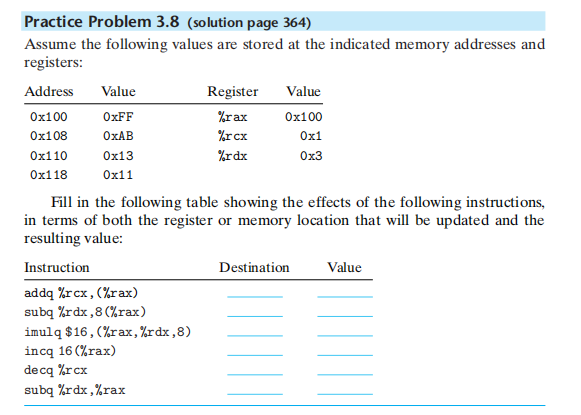 Practice Problem 3.8 (solution page 364)
Assume the following values are stored at the indicated memory addresses and
registers:
Address Value Register Value
0x100 0xFF %rax 0x100
0x108 0xAB %rcx 0x1
0x110 0x13 %rdx 0x3
0x118 0x11
Fill in the following table showing the effects of the following instructions,
in terms of both the register or memory location that will be updated and the
resulting value:
Instruction Destination Value
addq %rcx,(%rax)
subq %rdx,8(%rax)
imulq $16,(%rax,%rdx,8)
incq 16(%rax)
decq %rcx
subq %rdx,%rax